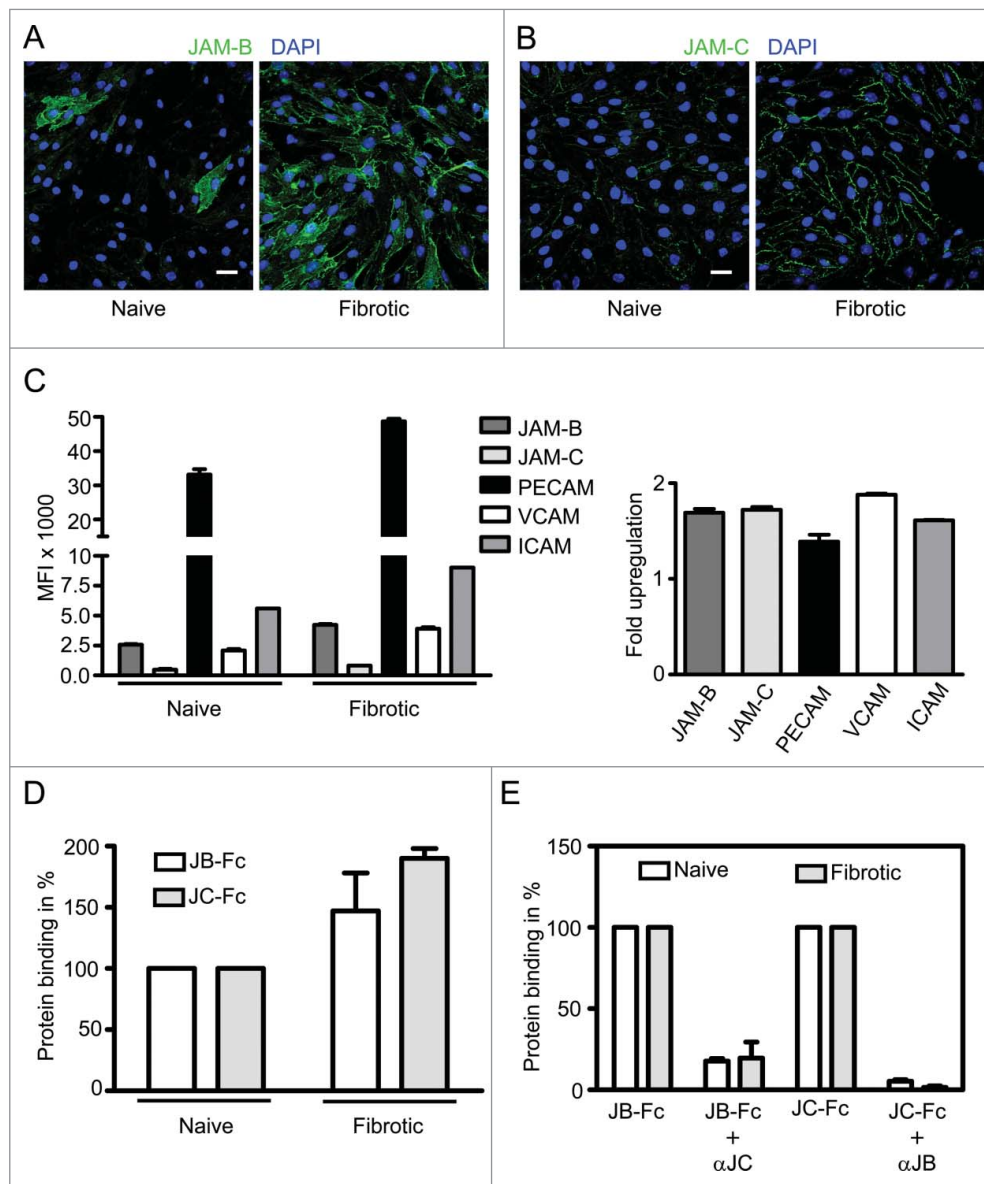 A
JAM-B DAPI
Naive
Fibrotic
B
JAM-C DAPI
Naive
Fibrotic
C
MFI x 1000
50
40
30
20
10
7.5
5.0
2.5
0.0
Naive
Fibrotic
JAM-B
JAM-C
PECAM
VCAM
ICAM
Fold upregulation
2
1
0
JAM-B
JAM-C
PECAM
VCAM
ICAM
D
Protein binding in %
200
150
100
50
0
JB-Fc
JC-Fc
Naive
Fibrotic
E
Protein binding in %
150
100
50
0
Naive
Fibrotic
JB-Fc
JB-Fc
+
αJC
JC-Fc
JC-Fc
+
αJB